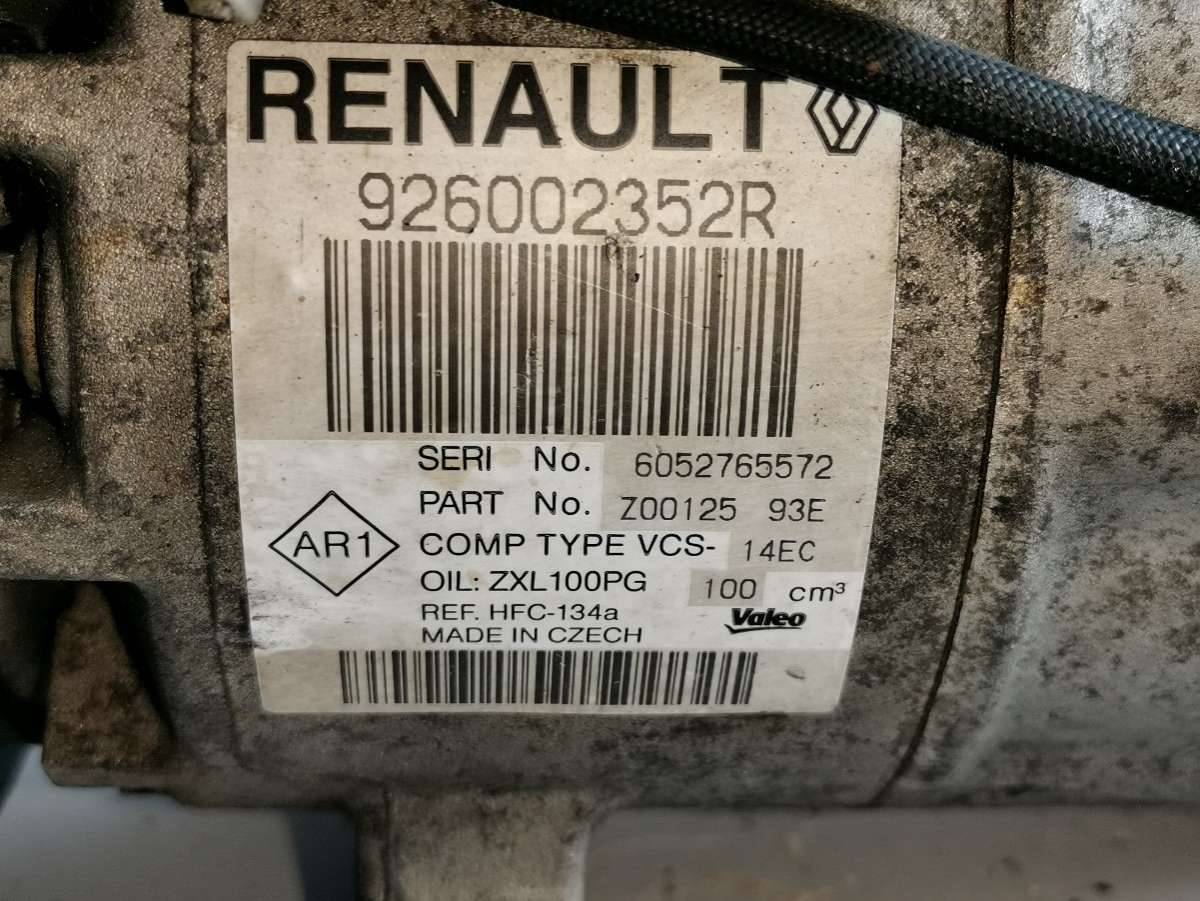 RENAULT
926002352R
SERI No. 6052765572
PART No. Z00125 93E
AR1
COMP TYPE VCS- 14EC
OIL: ZXL100PG 100 cm³
REF. HFC-134a
Valeo
MADE IN CZECH